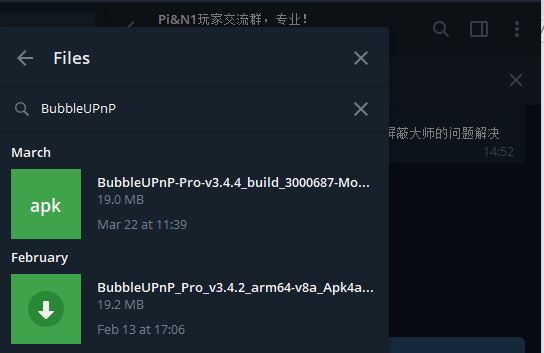 Pi&N1玩家交流群，专业！
Files
BubbleUPnP
屏蔽大师的问题解决
14:52
March
apk
BubbleUPnP-Pro-v3.4.4_build_3000687-Mo...
19.0 MB
Mar 22 at 11:39
February
BubbleUPnP_Pro_v3.4.2_arm64-v8a_Apk4a...
19.2 MB
Feb 13 at 17:06